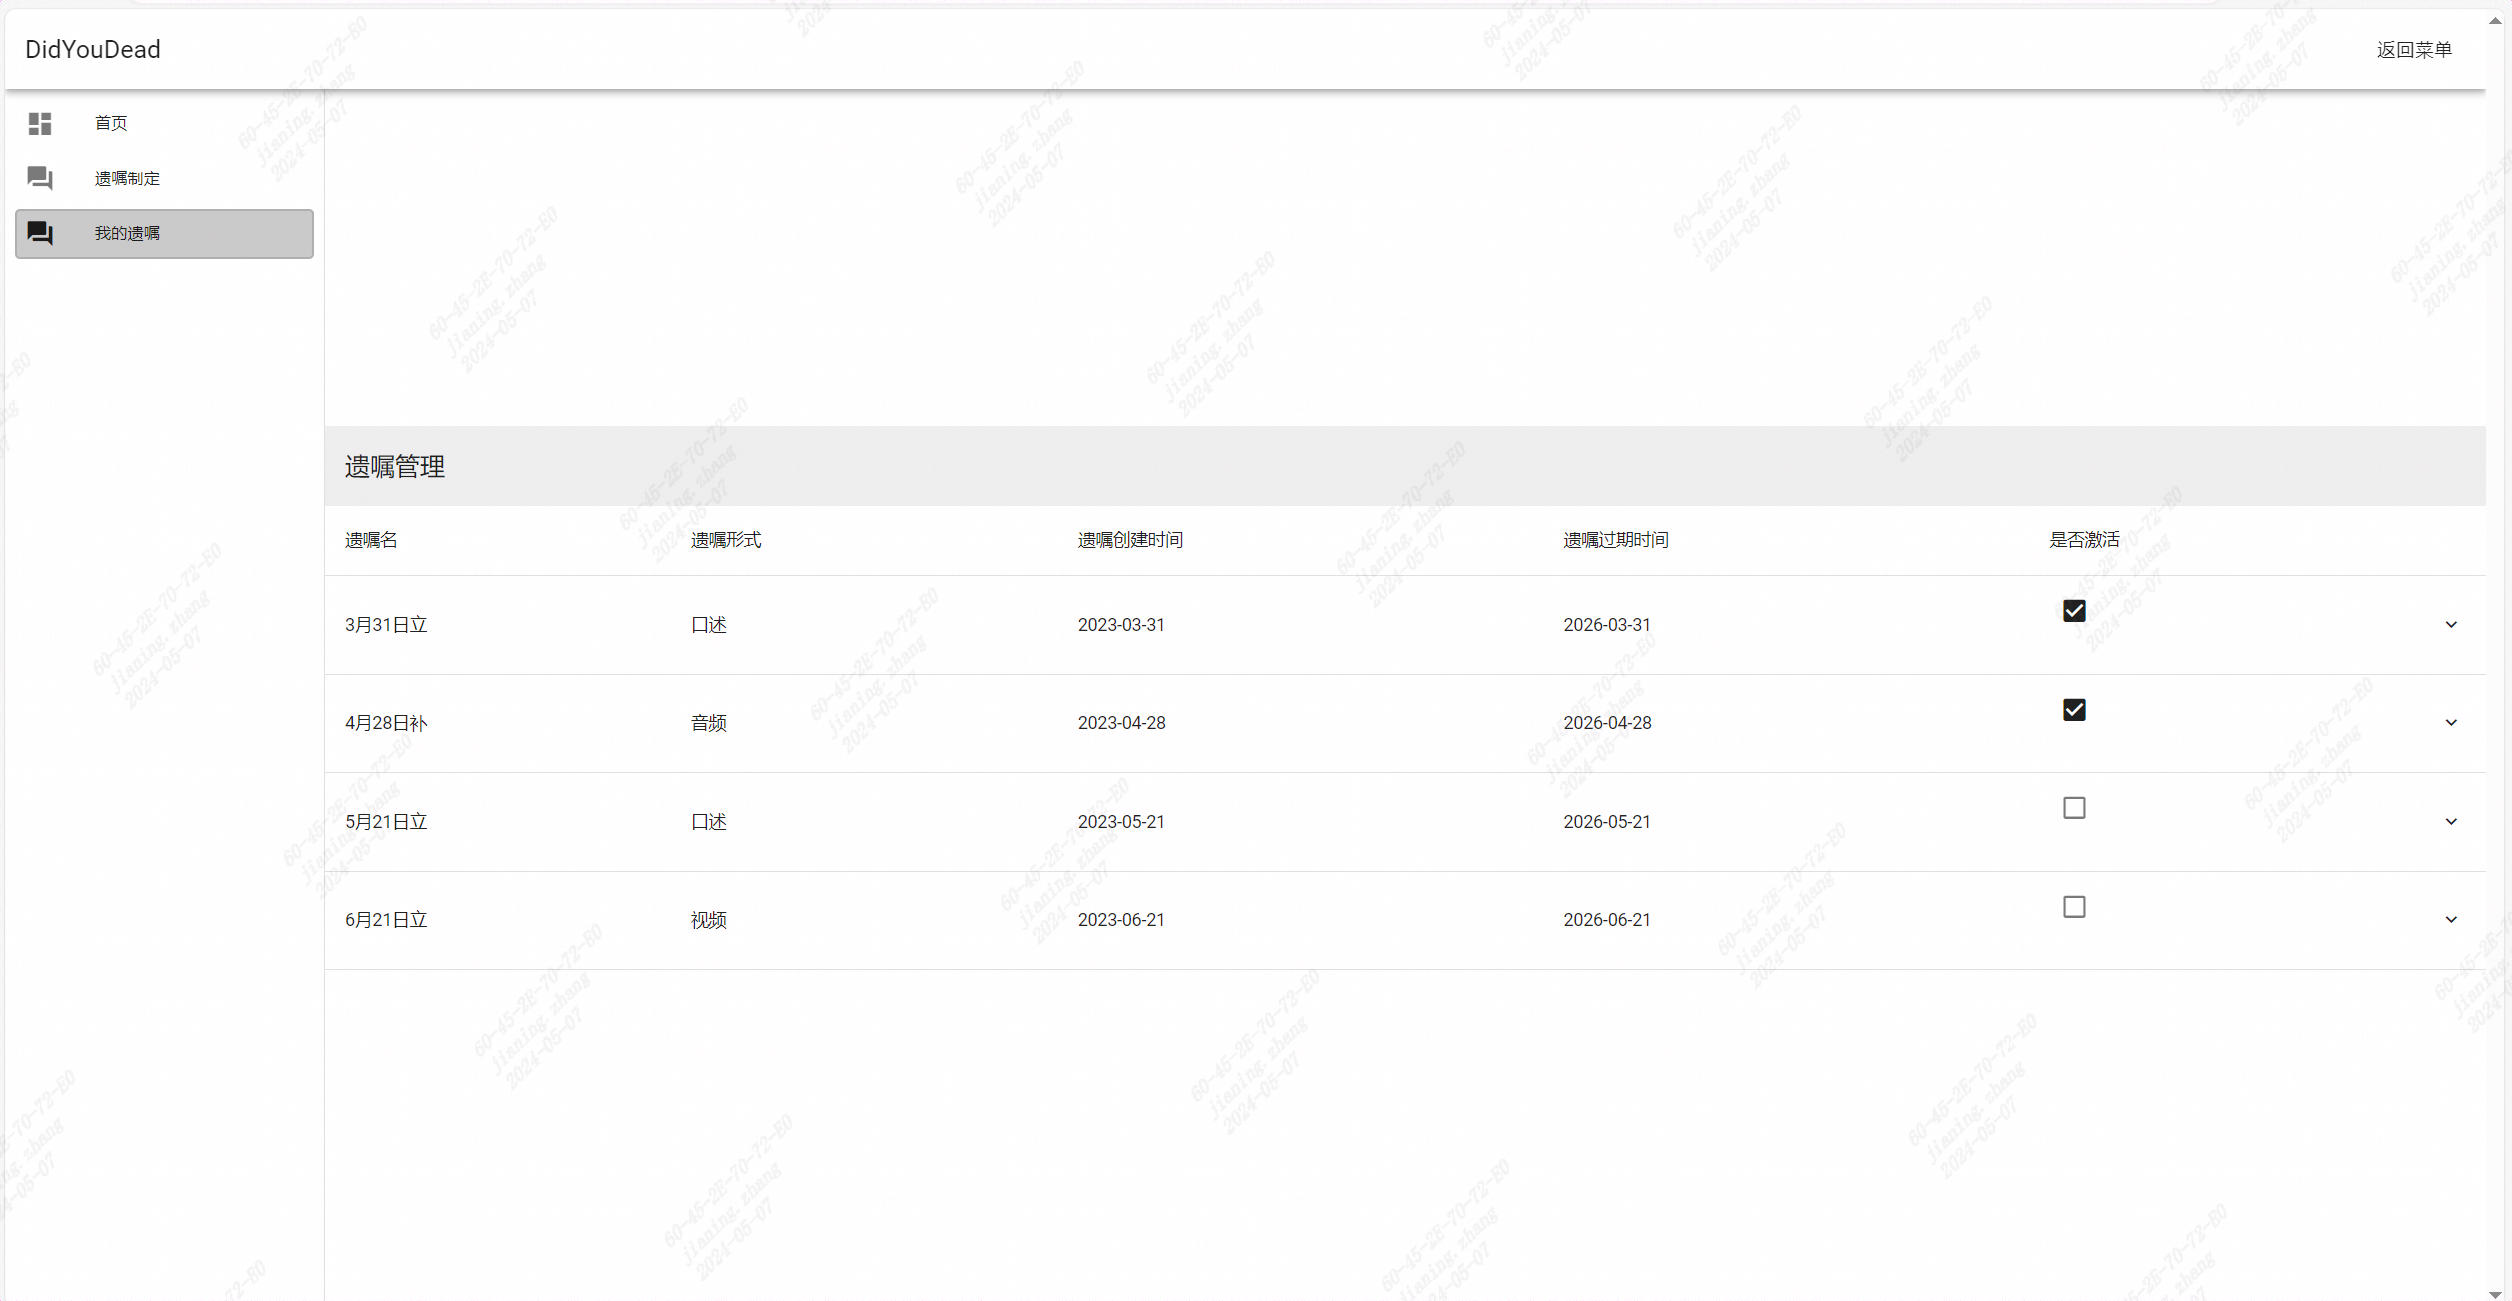 DidYouDead
返回菜单
首页
遗嘱制定
我的遗嘱
遗嘱管理
遗嘱名 遗嘱形式 遗嘱创建时间 遗嘱过期时间 是否激活
3月31日立 口述 2023-03-31 2026-03-31
4月28日补 音频 2023-04-28 2026-04-28
5月21日立 口述 2023-05-21 2026-05-21
6月21日立 视频 2023-06-21 2026-06-21
60-45-2E-70-72-E0
jianing.zhang
2024-05-07